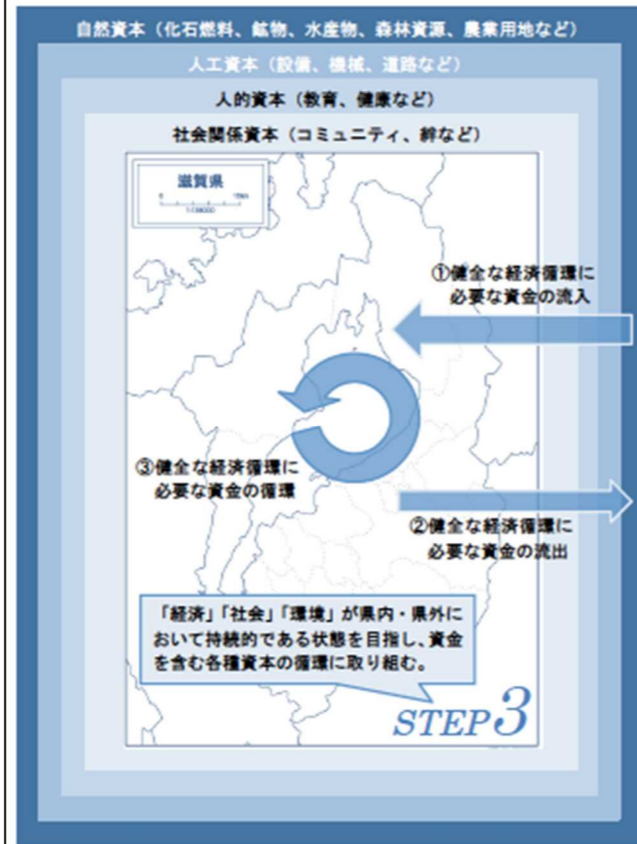 自然資本（化石燃料、鉱物、水産物、森林資源、農業用地など）
人工資本（設備、機械、道路など）
人的資本（教育、健康など）
社会関係資本（コミュニティ、絆など）
滋賀県
①健全な経済循環に
必要な資金の流入
③健全な経済循環に
必要な資金の循環
②健全な経済循環に
必要な資金の流出
「経済」「社会」「環境」が県内・県外に
おいて持続的である状態を目指し、資金
を含む各種資本の循環に取り組む。
STEP3